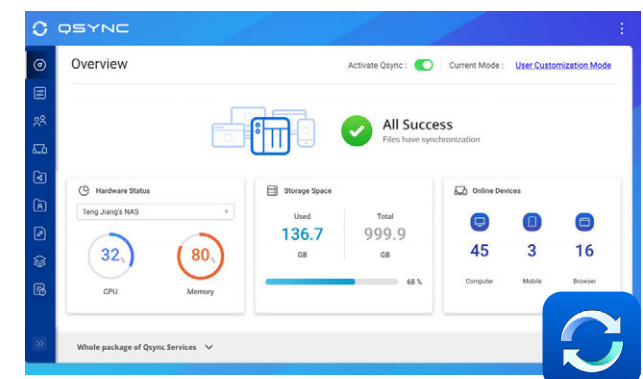 QSYNC
Overview
Activate Qsync :
Current Mode :
User Customization Mode
All Success
Files have synchronization
Hardware Status
Teng Jiang's NAS
32%
CPU
80%
Memory
Storage Space
Used
136.7
GB
Total
999.9
GB
68 %
Online Devices
45
Computer
3
Mobile
16
Browser
Whole package of Qsync Services